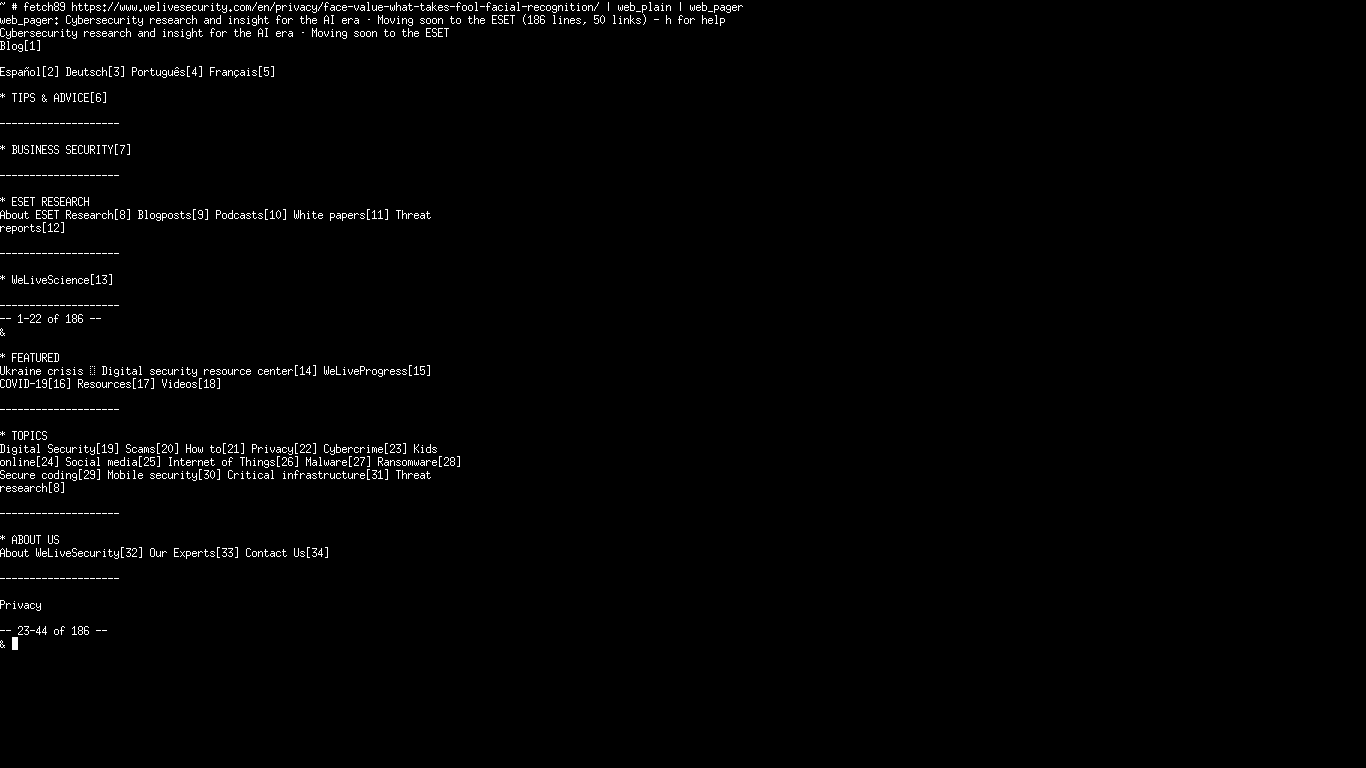 ~ # fetch89 https://www.welivesecurity.com/en/privacy/face-value-what-takes-fool-facial-recognition/ | web_plain | web_pager
web_pager: Cybersecurity research and insight for the AI era · Moving soon to the ESET (186 lines, 50 links) - h for help
Cybersecurity research and insight for the AI era · Moving soon to the ESET
Blog[1]
Español[2] Deutsch[3] Português[4] Français[5]
* TIPS & ADVICE[6]
--------------------
* BUSINESS SECURITY[7]
--------------------
* ESET RESEARCH
About ESET Research[8] Blogposts[9] Podcasts[10] White papers[11] Threat
reports[12]
--------------------
* WeLiveScience[13]
--------------------
-- 1-22 of 186 --
&
* FEATURED
Ukraine crisis ░ Digital security resource center[14] WeLiveProgress[15]
COVID-19[16] Resources[17] Videos[18]
--------------------
* TOPICS
Digital Security[19] Scams[20] How to[21] Privacy[22] Cybercrime[23] Kids
online[24] Social media[25] Internet of Things[26] Malware[27] Ransomware[28]
Secure coding[29] Mobile security[30] Critical infrastructure[31] Threat
research[8]
--------------------
* ABOUT US
About WeLiveSecurity[32] Our Experts[33] Contact Us[34]
--------------------
Privacy
-- 23-44 of 186 --
&